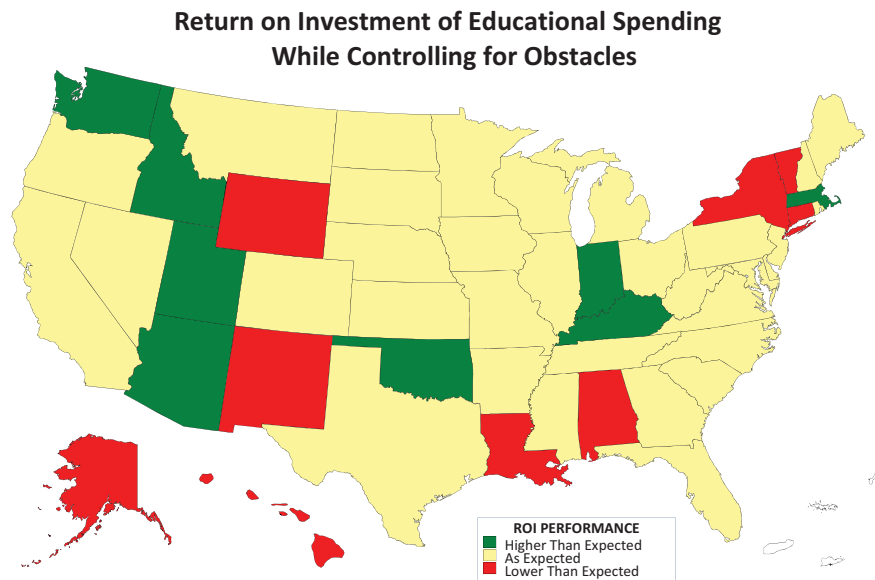 Return on Investment of Educational Spending
While Controlling for Obstacles
ROI PERFORMANCE
Higher Than Expected
As Expected
Lower Than Expected